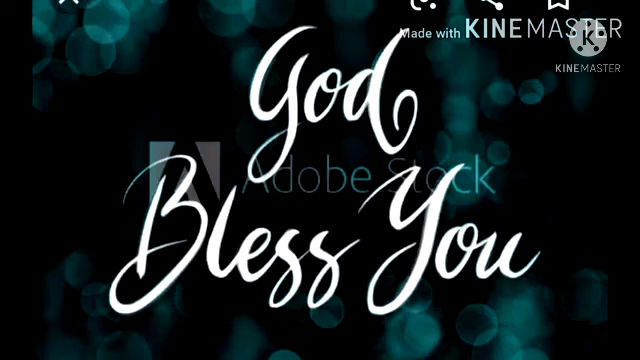 Made with KINEMASTER
K
KINEMASTER
God
Adobe Stock
Bless You